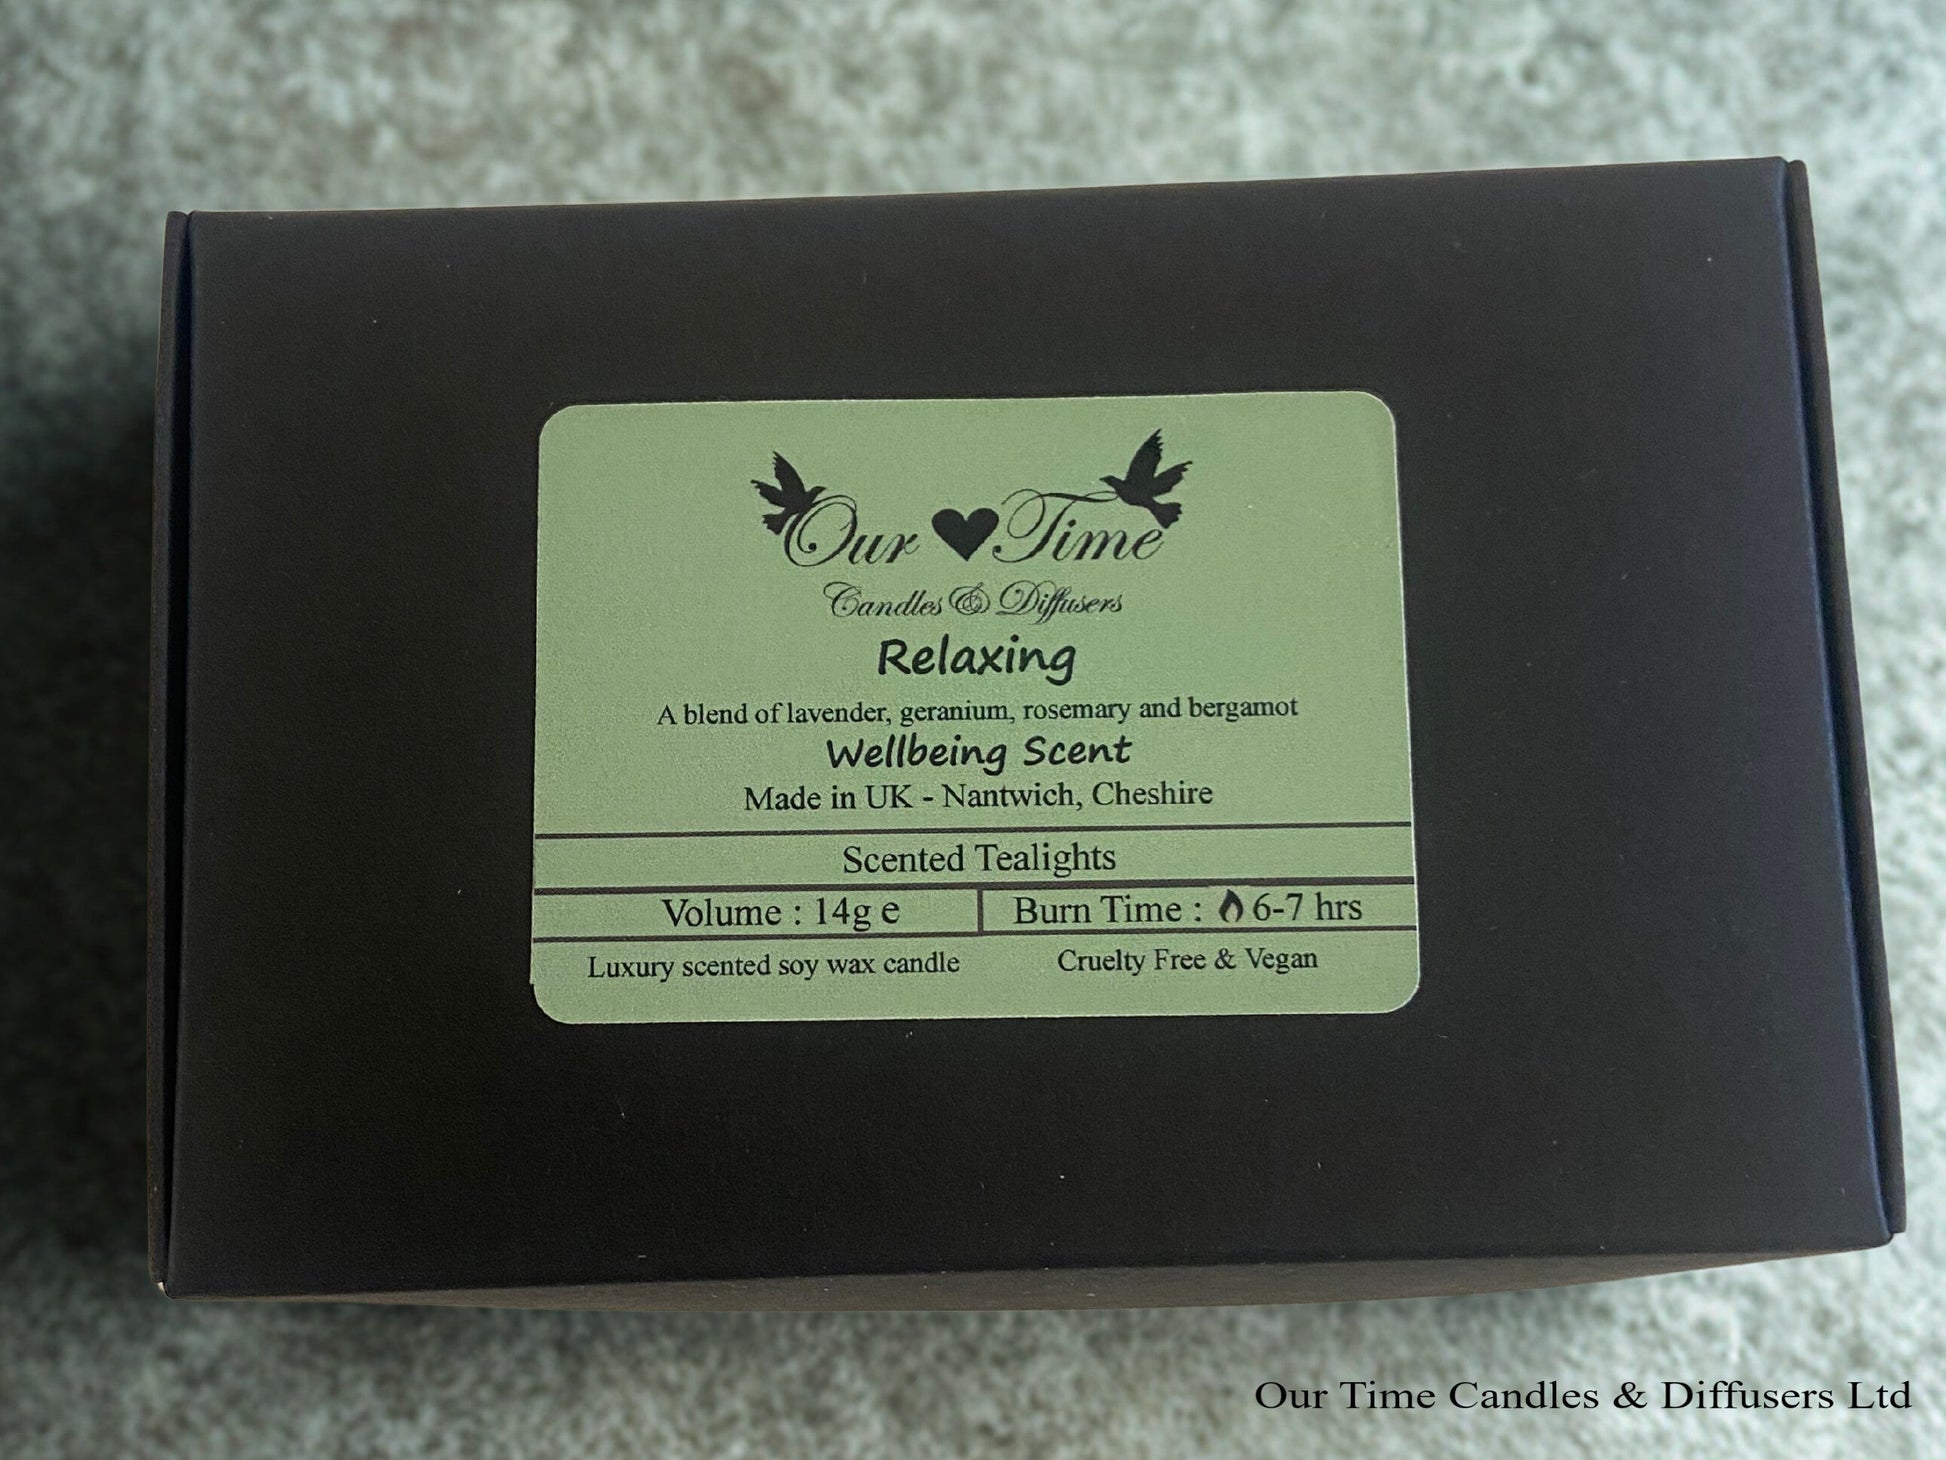 Our Time
Candles & Diffusers
Relaxing
A blend of lavender, geranium, rosemary and bergamot
Wellbeing Scent
Made in UK - Nantwich, Cheshire
Scented Tealights
Volume : 14g e
Burn Time : 6-7 hrs
Luxury scented soy wax candle
Cruelty Free & Vegan
Our Time Candles & Diffusers Ltd